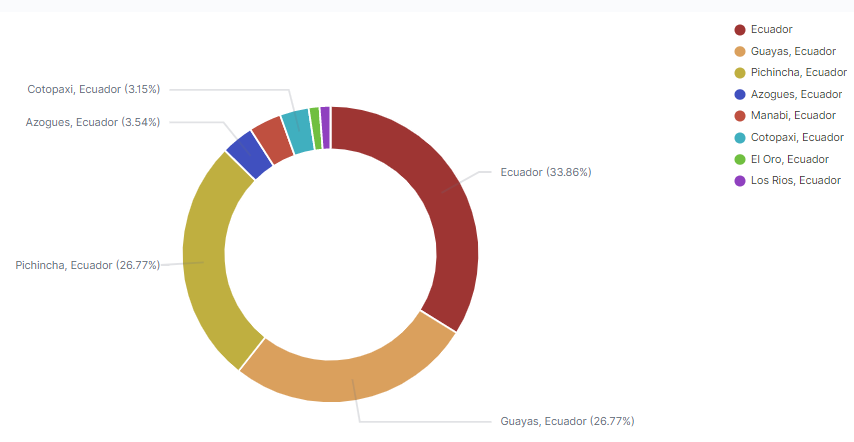 Cotopaxi, Ecuador (3.15%)
Azogues, Ecuador (3.54%)
Pichincha, Ecuador (26.77%)
Ecuador (33.86%)
Guayas, Ecuador (26.77%)
Ecuador
Guayas, Ecuador
Pichincha, Ecuador
Azogues, Ecuador
Manabi, Ecuador
Cotopaxi, Ecuador
El Oro, Ecuador
Los Rios, Ecuador